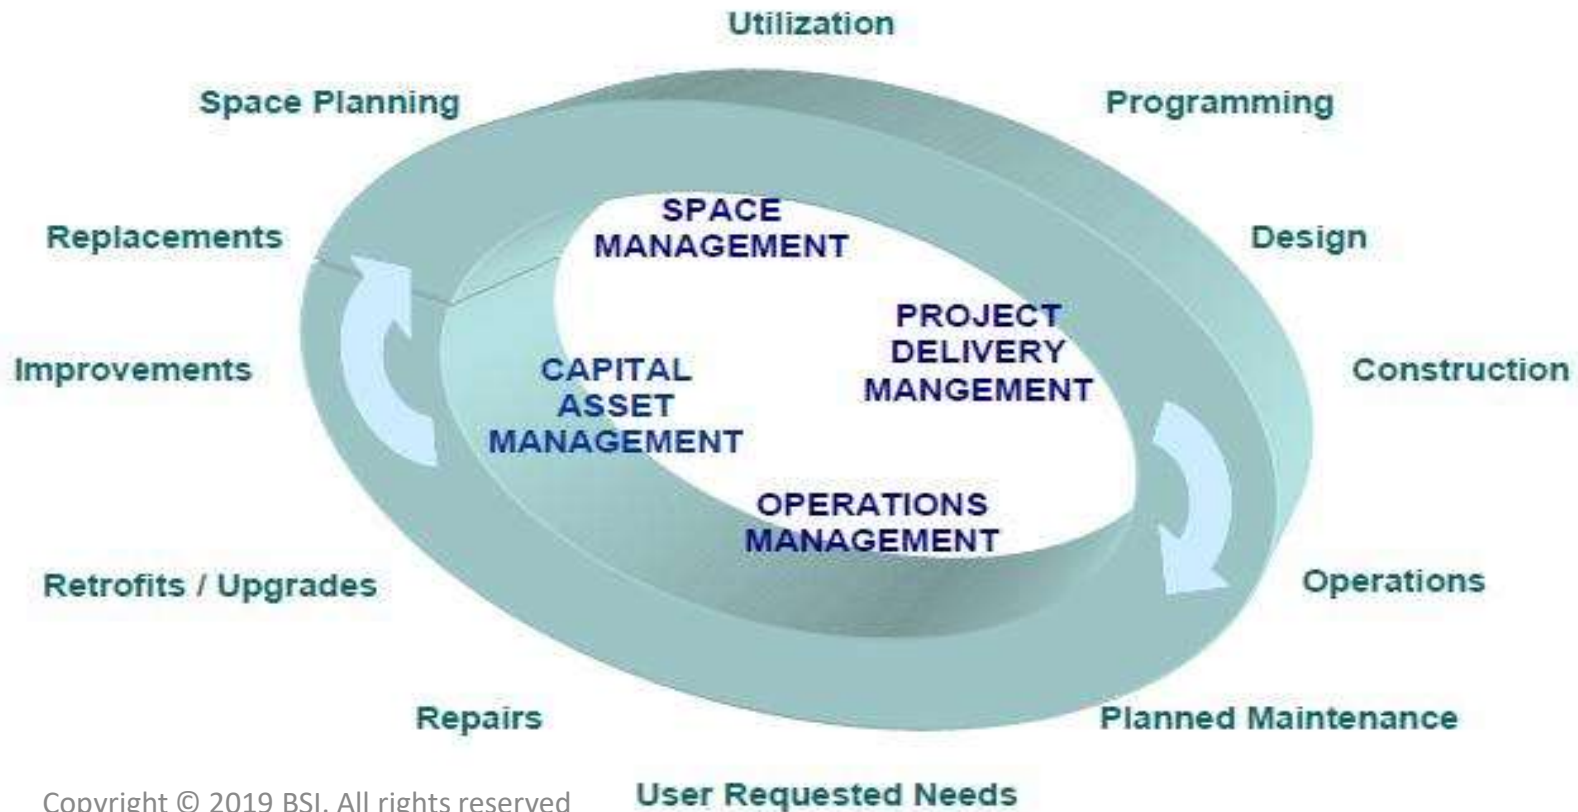 Utilization
Space Planning
Programming
SPACE
MANAGEMENT
Replacements
Design
PROJECT
DELIVERY
MANGEMENT
Improvements
CAPITAL
ASSET
MANAGEMENT
Construction
OPERATIONS
MANAGEMENT
Retrofits / Upgrades
Operations
Repairs
Planned Maintenance
User Requested Needs
Copyright © 2019 BSI. All rights reserved